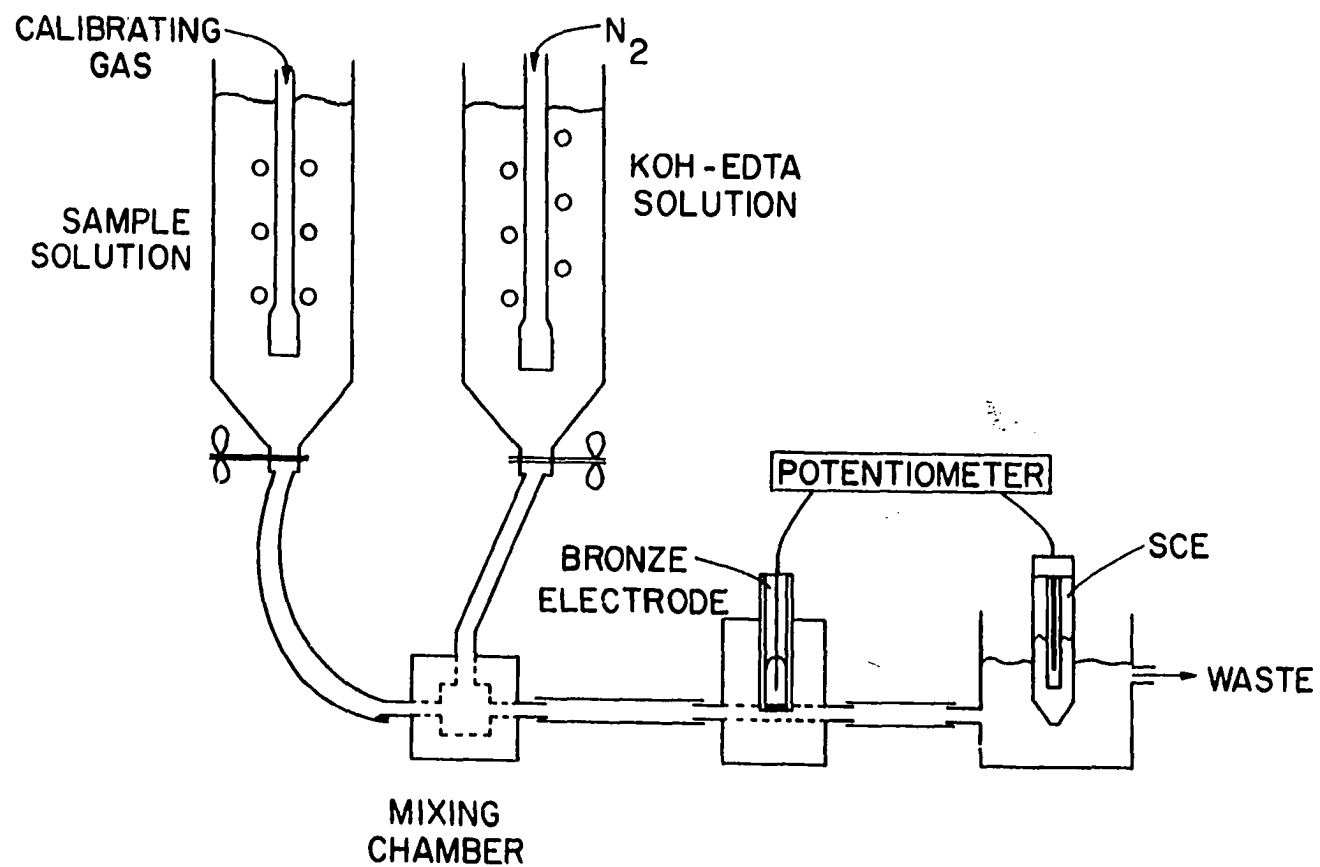 CALIBRATING
GAS
N2
KOH-EDTA
SOLUTION
SAMPLE
SOLUTION
POTENTIOMETER
BRONZE
ELECTRODE
SCE
WASTE
MIXING
CHAMBER